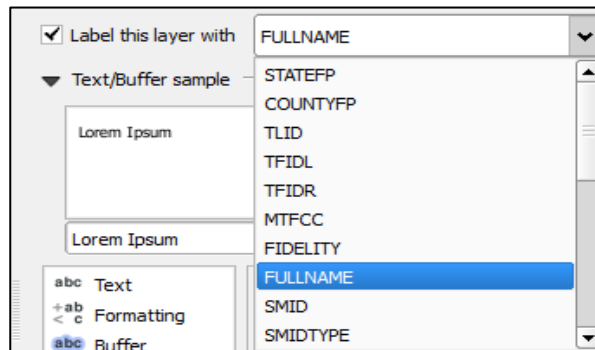 Label this layer with FULLNAME
Text/Buffer sample
STATEFP
COUNTYFP
Lorem Ipsum
TLID
TFIDL
TFIDR
MTFCC
Lorem Ipsum
FIDELITY
FULLNAME
abc Text
SMID
+ab
< c Formatting
SMIDTYPE
abc Buffer